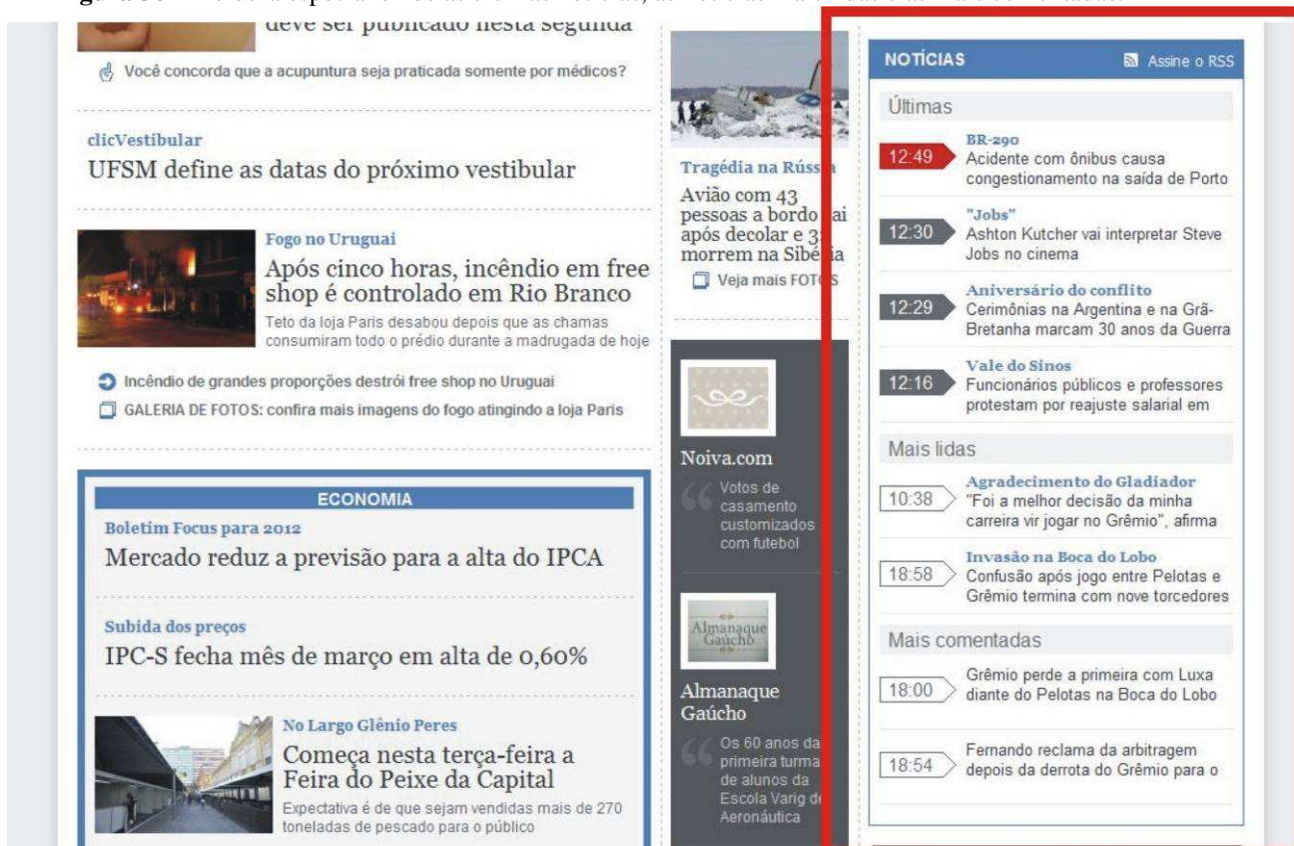 deve ser publicado nesta segunda
Você concorda que a acupuntura seja praticada somente por médicos?
clicVestibular
UFSM define as datas do próximo vestibular
Fogo no Uruguai
Após cinco horas, incêndio em free
shop é controlado em Rio Branco
Teto da loja Paris desabou depois que as chamas
consumiram todo o prédio durante a madrugada de hoje
Incêndio de grandes proporções destrói free shop no Uruguai
GALERIA DE FOTOS: confira mais imagens do fogo atingindo a loja Paris
ECONOMIA
Boletim Focus para 2012
Mercado reduz a previsão para a alta do IPCA
Subida dos preços
IPC-S fecha mês de março em alta de 0,60%
No Largo Glênio Peres
Começa nesta terça-feira a
Feira do Peixe da Capital
Expectativa é de que sejam vendidas mais de 270
toneladas de pescado para o público
Tragédia na Rússia
Avião com 43
pessoas a bordo cai
após decolar e
morrem na Sibéria
Veja mais FOTOS
Noiva.com
Votos de
casamento
customizados
com futebol
Almanaque
Gaúcho
Almanaque
Gaúcho
Os 60 anos da
primeira turma
de alunos da
Escola Varig de
Aeronáutica
NOTÍCIAS
Assine o RSS
Últimas
BR-290
12:49
Acidente com ônibus causa
congestionamento na saída de Porto
"Jobs"
12:30
Ashton Kutcher vai interpretar Steve
Jobs no cinema
Aniversário do conflito
12:29
Cerimônias na Argentina e na Grã-
Bretanha marcam 30 anos da Guerra
Vale do Sinos
12:16
Funcionários públicos e professores
protestam por reajuste salarial em
Mais lidas
Agradecimento do Gladiador
10:38
"Foi a melhor decisão da minha
carreira vir jogar no Grêmio", afirma
Invasão na Boca do Lobo
18:58
Confusão após jogo entre Pelotas e
Grêmio termina com nove torcedores
Mais comentadas
18:00
Grêmio perde a primeira com Luxa
diante do Pelotas na Boca do Lobo
18:54
Fernando reclama da arbitragem
depois da derrota do Grêmio para o